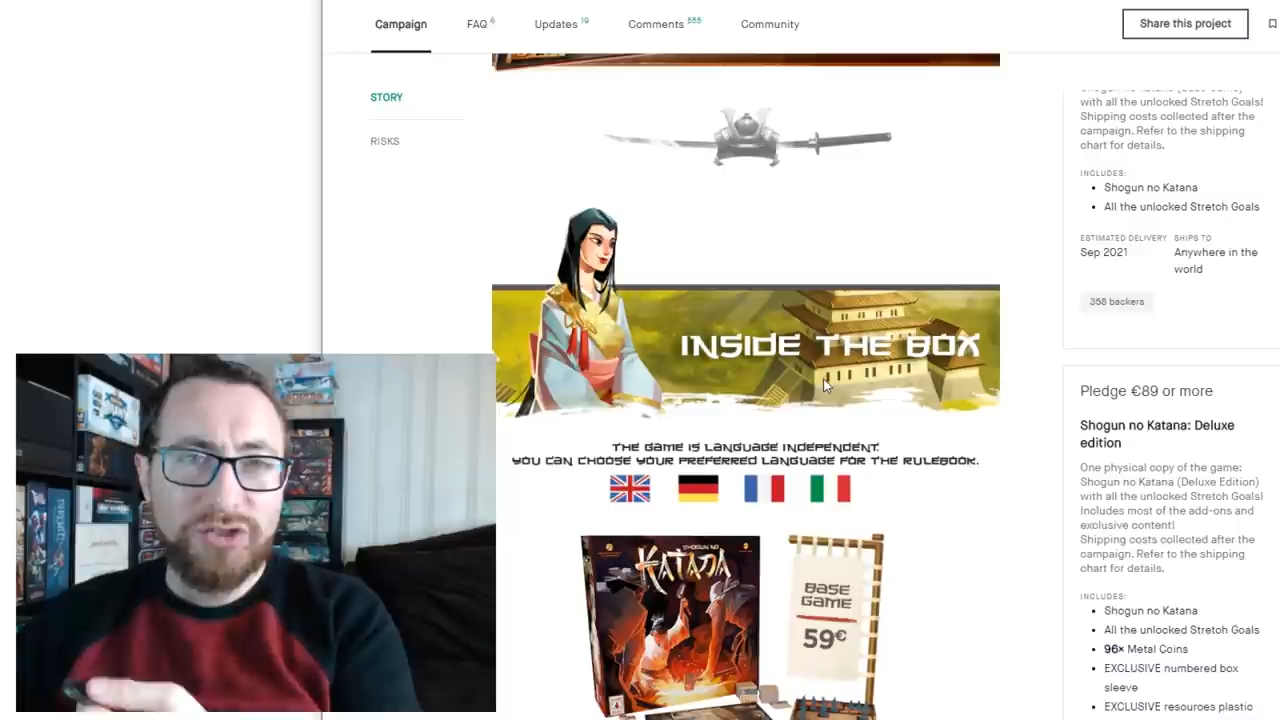 Campaign
FAQ 6
Updates 19
Comments 585
Community
Share this project
STORY
RISKS
with all the unlocked Stretch Goals!
Shipping costs collected after the
campaign. Refer to the shipping
chart for details.
INCLUDES:
• Shogun no Katana
• All the unlocked Stretch Goals
ESTIMATED DELIVERY
Sep 2021
SHIPS TO
Anywhere in the
world
358 backers
INSIDE THE BOX
THE GAME IS LANGUAGE INDEPENDENT.
YOU CAN CHOOSE YOUR PREFERRED LANGUAGE FOR THE RULEBOOK.
SHOGUN NO
KATANA
BASE
GAME
59€
Pledge €89 or more
Shogun no Katana: Deluxe
edition
One physical copy of the game:
Shogun no Katana (Deluxe Edition)
with all the unlocked Stretch Goals!
Includes most of the add-ons and
exclusive content!
Shipping costs collected after the
campaign. Refer to the shipping
chart for details.
INCLUDES:
• Shogun no Katana
• All the unlocked Stretch Goals
• 96× Metal Coins
• EXCLUSIVE numbered box
sleeve
• EXCLUSIVE resources plastic